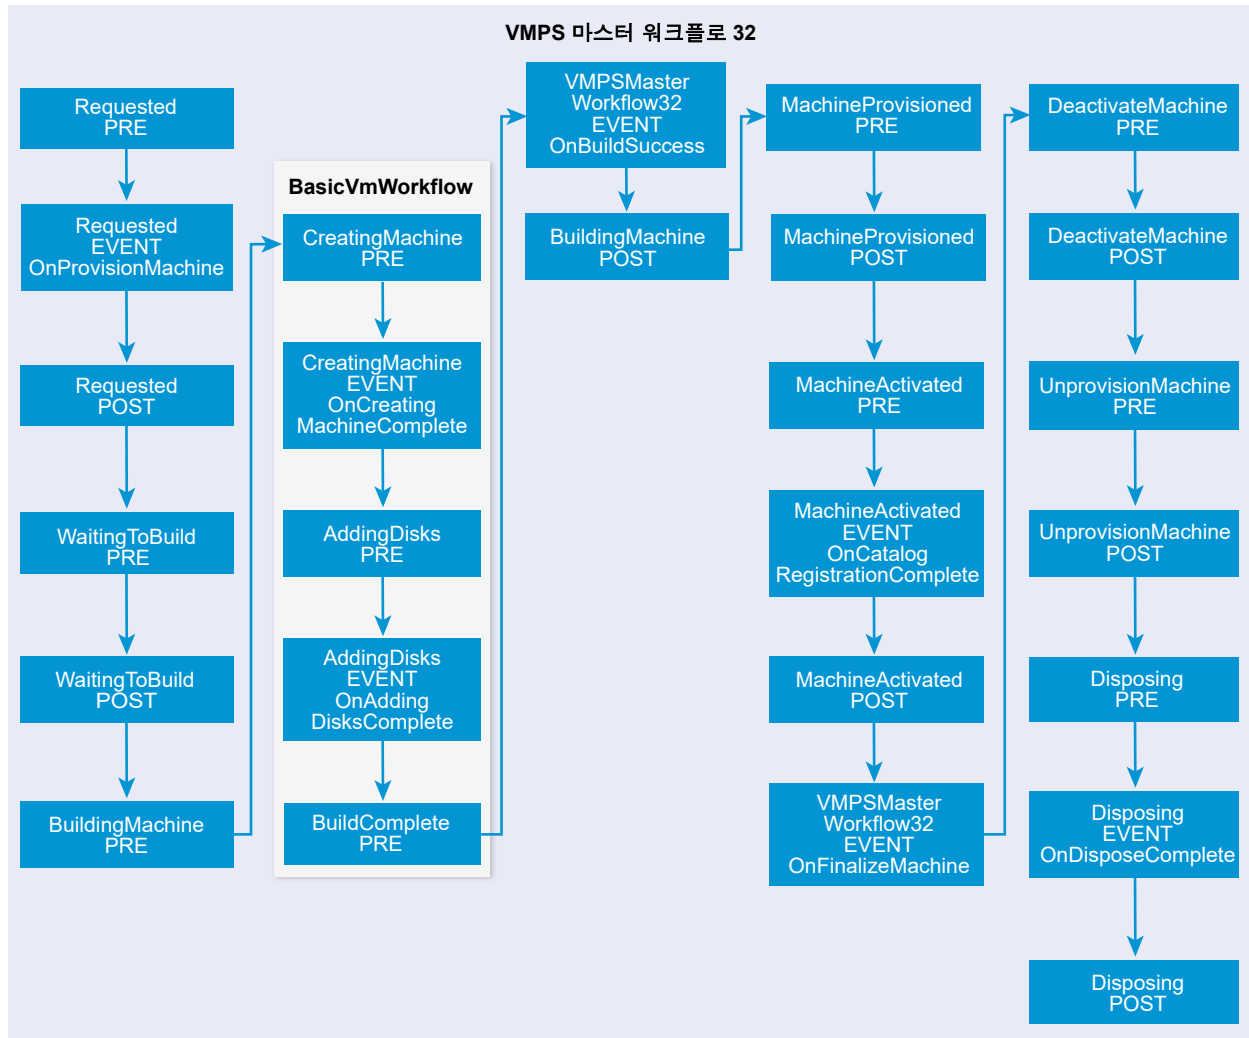 VMPS 마스터 워크플로 32
Requested
PRE
Requested
EVENT
OnProvisionMachine
Requested
POST
WaitingToBuild
PRE
WaitingToBuild
POST
BuildingMachine
PRE
BasicVmWorkflow
CreatingMachine
PRE
CreatingMachine
EVENT
OnCreating
MachineComplete
AddingDisks
PRE
AddingDisks
EVENT
OnAdding
DisksComplete
BuildComplete
PRE
VMPSMaster
Workflow32
EVENT
OnBuildSuccess
BuildingMachine
POST
MachineProvisioned
PRE
MachineProvisioned
POST
MachineActivated
PRE
MachineActivated
EVENT
OnCatalog
RegistrationComplete
MachineActivated
POST
VMPSMaster
Workflow32
EVENT
OnFinalizeMachine
DeactivateMachine
PRE
DeactivateMachine
POST
UnprovisionMachine
PRE
UnprovisionMachine
POST
Disposing
PRE
Disposing
EVENT
OnDisposeComplete
Disposing
POST